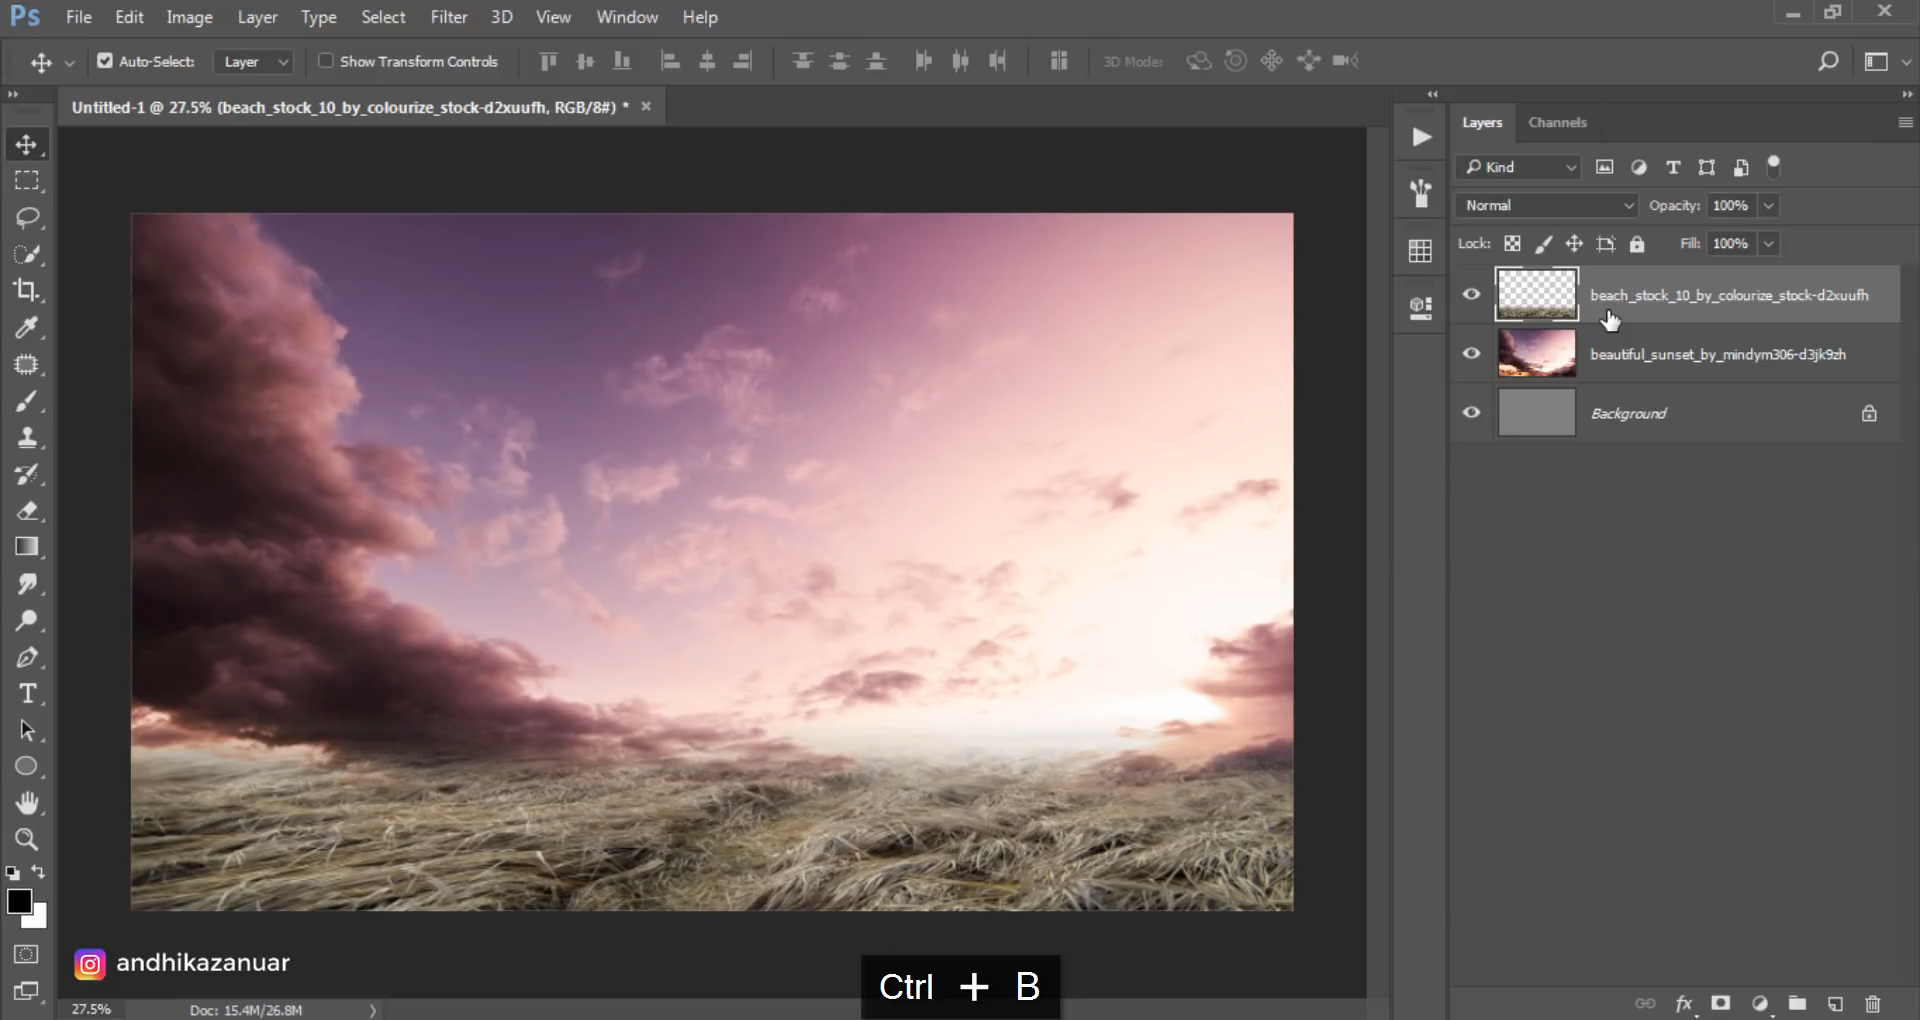 Ps File Edit Image Layer Type Select Filter 3D View Window Help
Auto-Select: Layer Show Transform Controls 3D Mode:
Untitled-1 @ 27.5% (beach_stock_10_by_colourize_stock-d2xuufh, RGB/8#) *
Layers Channels
Kind
Normal Opacity: 100%
Lock: Fill: 100%
beach_stock_10_by_colourize_stock-d2xuufh
beautiful_sunset_by_mindym306-d3jk9zh
Background
andhikazanuar
Ctrl + B
27.5% Doc: 15.4M/26.8M
fx